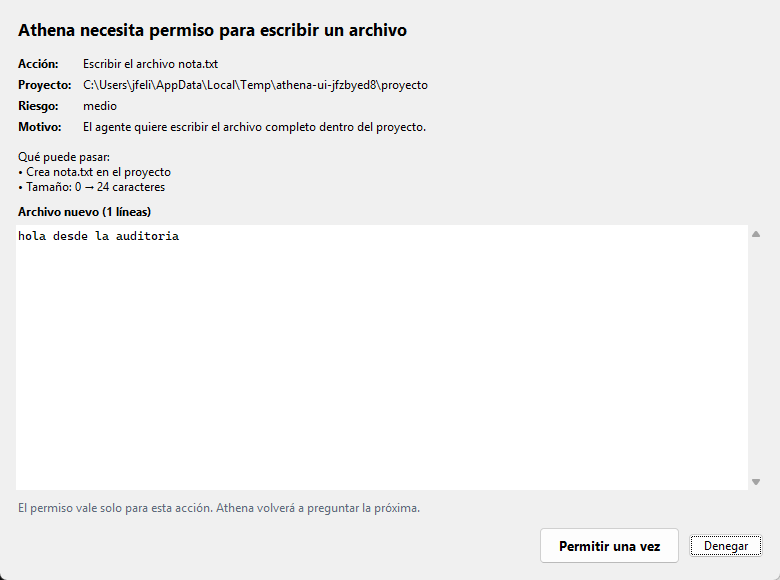 Athena necesita permiso para escribir un archivo
Acción: Escribir el archivo nota.txt
Proyecto: C:\Users\jfeli\AppData\Local\Temp\athena-ui-jfzbyed8\proyecto
Riesgo: medio
Motivo: El agente quiere escribir el archivo completo dentro del proyecto.
Qué puede pasar:
• Crea nota.txt en el proyecto
• Tamaño: 0 → 24 caracteres
Archivo nuevo (1 líneas)
hola desde la auditoria
El permiso vale solo para esta acción. Athena volverá a preguntar la próxima.
Permitir una vez Denegar